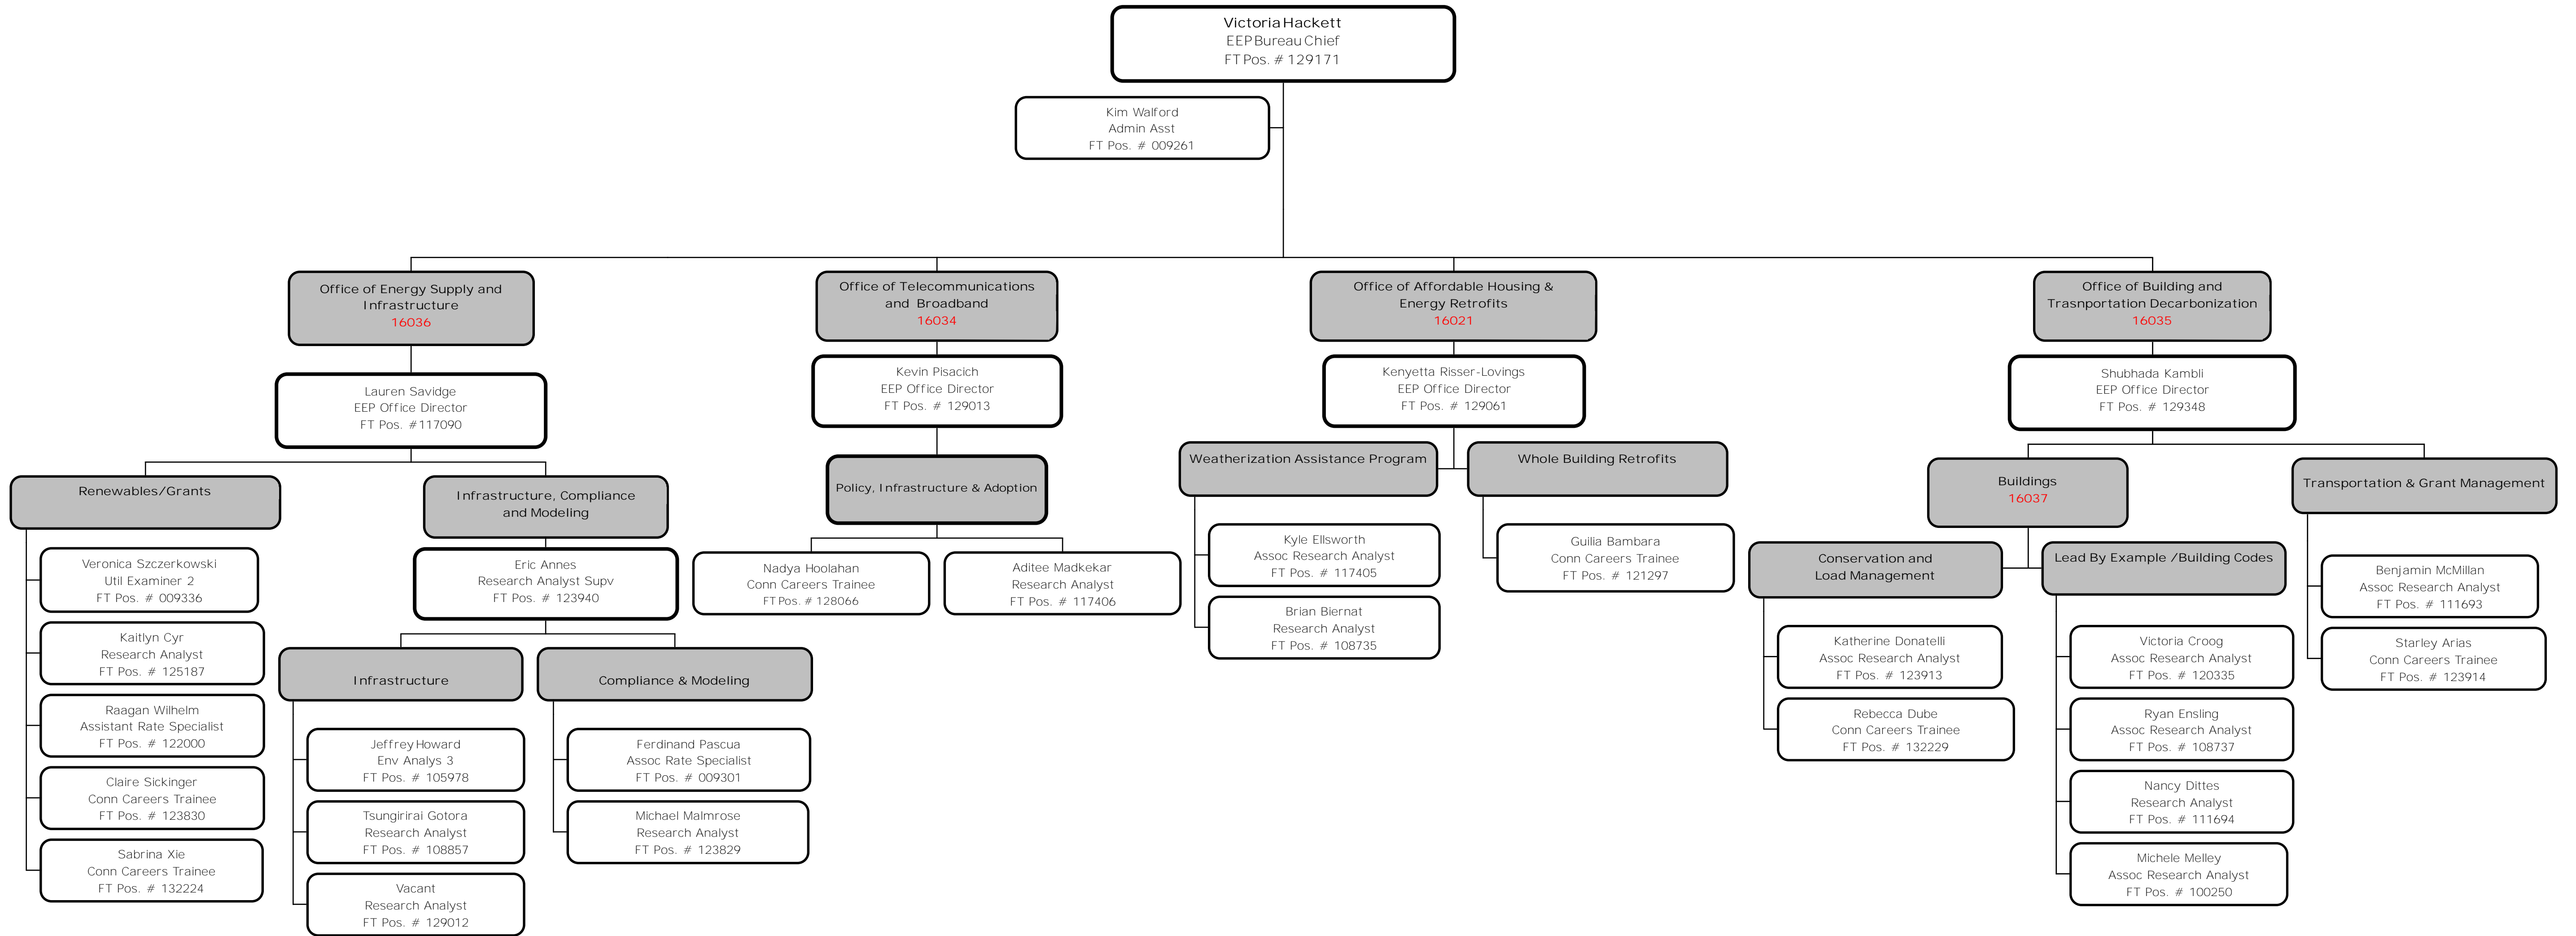 Victoria Hackett
EEP Bureau Chief
FT Pos. # 129171
Kim Walford
Admin Asst
FT Pos. # 009261
Office of Energy Supply and
Infrastructure
16036
Lauren Savidge
EEP Office Director
FT Pos. #117090
Renewables/Grants
Veronica Szczerkowski
Util Examiner 2
FT Pos. # 009336
Kaitlyn Cyr
Research Analyst
FT Pos. # 125187
Raagan Wilhelm
Assistant Rate Specialist
FT Pos. # 122000
Claire Sickinger
Conn Careers Trainee
FT Pos. # 123830
Sabrina Xie
Conn Careers Trainee
FT Pos. # 132224
Infrastructure, Compliance
and Modeling
Eric Annes
Research Analyst Supv
FT Pos. # 123940
Infrastructure
Jeffrey Howard
Env Analys 3
FT Pos. # 105978
Tsungirirai Gotora
Research Analyst
FT Pos. # 108857
Vacant
Research Analyst
FT Pos. # 129012
Compliance & Modeling
Ferdinand Pascua
Assoc Rate Specialist
FT Pos. # 009301
Michael Malmrose
Research Analyst
FT Pos. # 123829
Office of Telecommunications
and Broadband
16034
Kevin Pisacich
EEP Office Director
FT Pos. # 129013
Policy, Infrastructure & Adoption
Nadya Hoolahan
Conn Careers Trainee
FT Pos. # 128066
Aditee Madkekar
Research Analyst
FT Pos. # 117406
Office of Affordable Housing &
Energy Retrofits
16021
Kenyetta Risser-Lovings
EEP Office Director
FT Pos. # 129061
Weatherization Assistance Program
Kyle Ellsworth
Assoc Research Analyst
FT Pos. # 117405
Brian Biernat
Research Analyst
FT Pos. # 108735
Whole Building Retrofits
Guilia Bambara
Conn Careers Trainee
FT Pos. # 121297
Office of Building and
Trasnportation Decarbonization
16035
Shubhada Kambli
EEP Office Director
FT Pos. # 129348
Buildings
16037
Conservation and
Load Management
Katherine Donatelli
Assoc Research Analyst
FT Pos. # 123913
Rebecca Dube
Conn Careers Trainee
FT Pos. # 132229
Lead By Example /Building Codes
Victoria Croog
Assoc Research Analyst
FT Pos. # 120335
Ryan Ensling
Assoc Research Analyst
FT Pos. # 108737
Nancy Dittes
Research Analyst
FT Pos. # 111694
Michele Melley
Assoc Research Analyst
FT Pos. # 100250
Transportation & Grant Management
Benjamin McMillan
Assoc Research Analyst
FT Pos. # 111693
Starley Arias
Conn Careers Trainee
FT Pos. # 123914